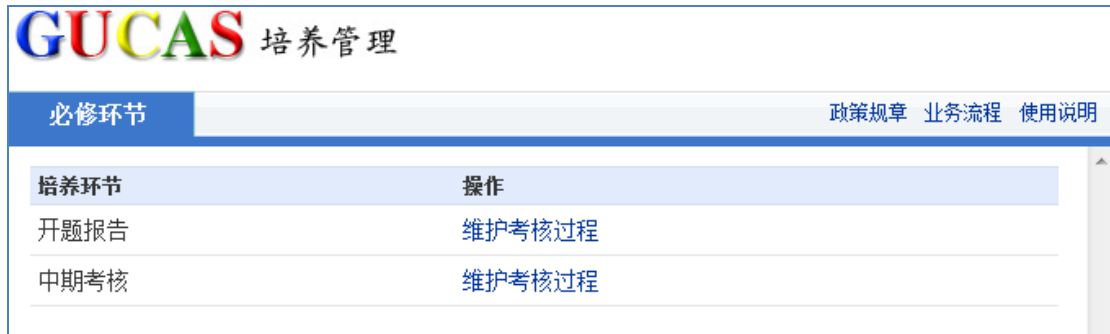 GUCAS 培养管理
必修环节 政策规章 业务流程 使用说明
培养环节 操作
开题报告 维护考核过程
中期考核 维护考核过程